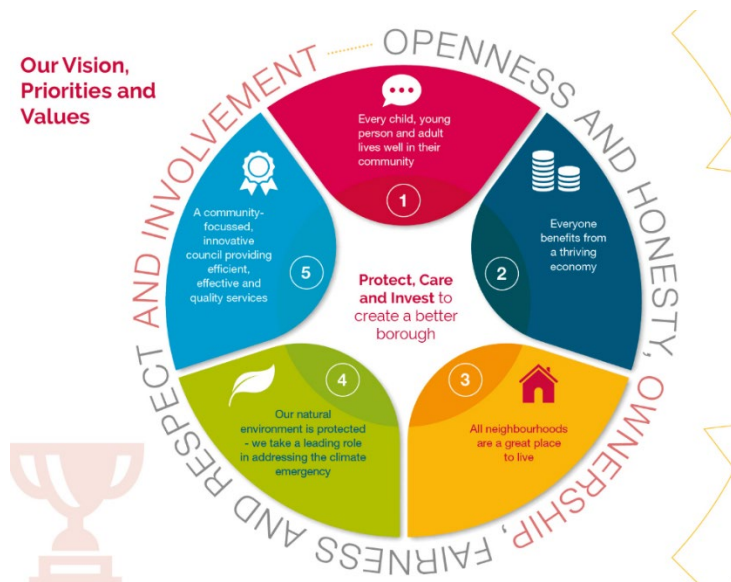 Our Vision,
Priorities and
Values
OPENNESS AND HONESTY, OWNERSHIP, FAIRNESS AND RESPECT AND INVOLVEMENT
Every child, young
person and adult
lives well in their
community
1
Everyone
benefits from
a thriving
economy
2
All neighbourhoods
are a great place
to live
3
Our natural
environment is protected
- we take a leading role
in addressing the climate
emergency
4
A community-
focussed,
innovative
council providing
efficient,
effective and
quality services
5
Protect, Care
and Invest to
create a better
borough